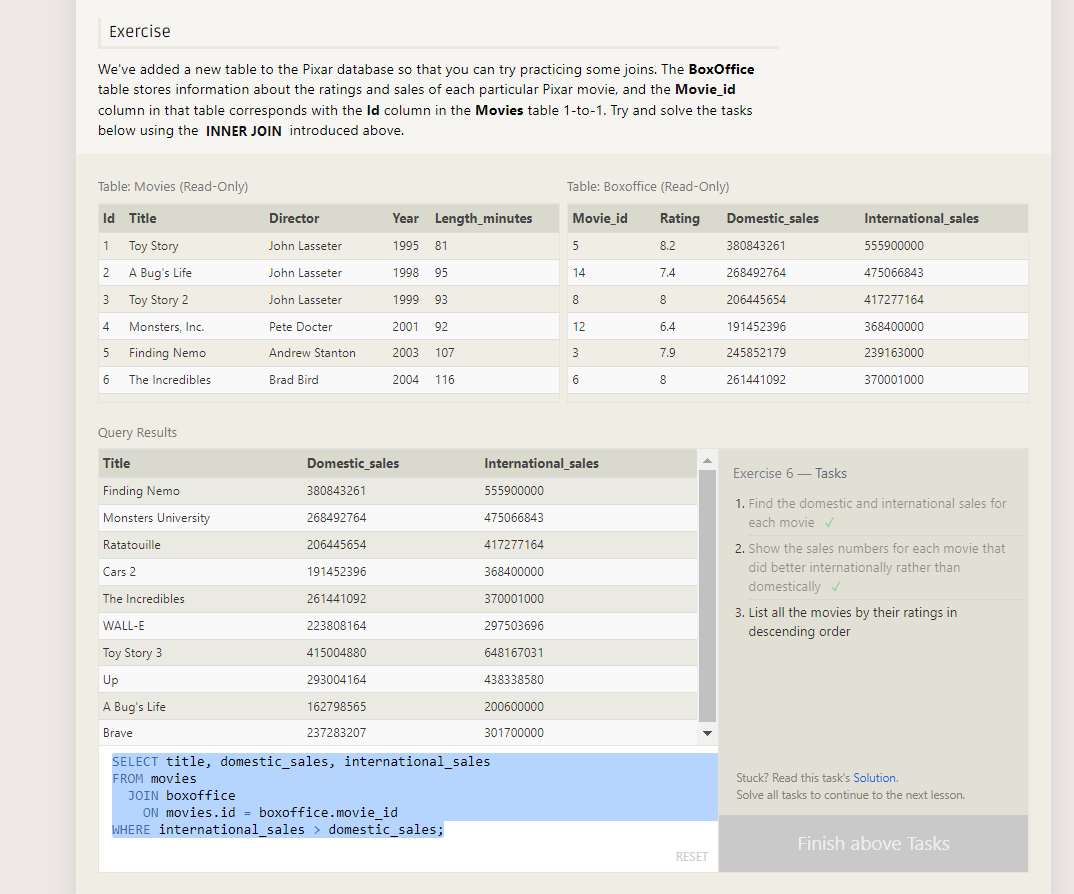 Exercise
We've added a new table to the Pixar database so that you can try practicing some joins. The BoxOffice
table stores information about the ratings and sales of each particular Pixar movie, and the Movie_id
column in that table corresponds with the Id column in the Movies table 1-to-1. Try and solve the tasks
below using the INNER JOIN introduced above.
Table: Movies (Read-Only)
Id Title Director Year Length_minutes
1 Toy Story John Lasseter 1995 81
2 A Bug's Life John Lasseter 1998 95
3 Toy Story 2 John Lasseter 1999 93
4 Monsters, Inc. Pete Docter 2001 92
5 Finding Nemo Andrew Stanton 2003 107
6 The Incredibles Brad Bird 2004 116
Table: Boxoffice (Read-Only)
Movie_id Rating Domestic_sales International_sales
5 8.2 380843261 555900000
14 7.4 268492764 475066843
8 8 206445654 417277164
12 6.4 191452396 368400000
3 7.9 245852179 239163000
6 8 261441092 370001000
Query Results
Title Domestic_sales International_sales
Finding Nemo 380843261 555900000
Monsters University 268492764 475066843
Ratatouille 206445654 417277164
Cars 2 191452396 368400000
The Incredibles 261441092 370001000
WALL-E 223808164 297503696
Toy Story 3 415004880 648167031
Up 293004164 438338580
A Bug's Life 162798565 200600000
Brave 237283207 301700000
SELECT title, domestic_sales, international_sales
FROM movies
JOIN boxoffice
ON movies.id = boxoffice.movie_id
WHERE international_sales > domestic_sales;
RESET
Exercise 6 — Tasks
1. Find the domestic and international sales for
each movie ✓
2. Show the sales numbers for each movie that
did better internationally rather than
domestically ✓
3. List all the movies by their ratings in
descending order
Stuck? Read this task's Solution.
Solve all tasks to continue to the next lesson.
Finish above Tasks